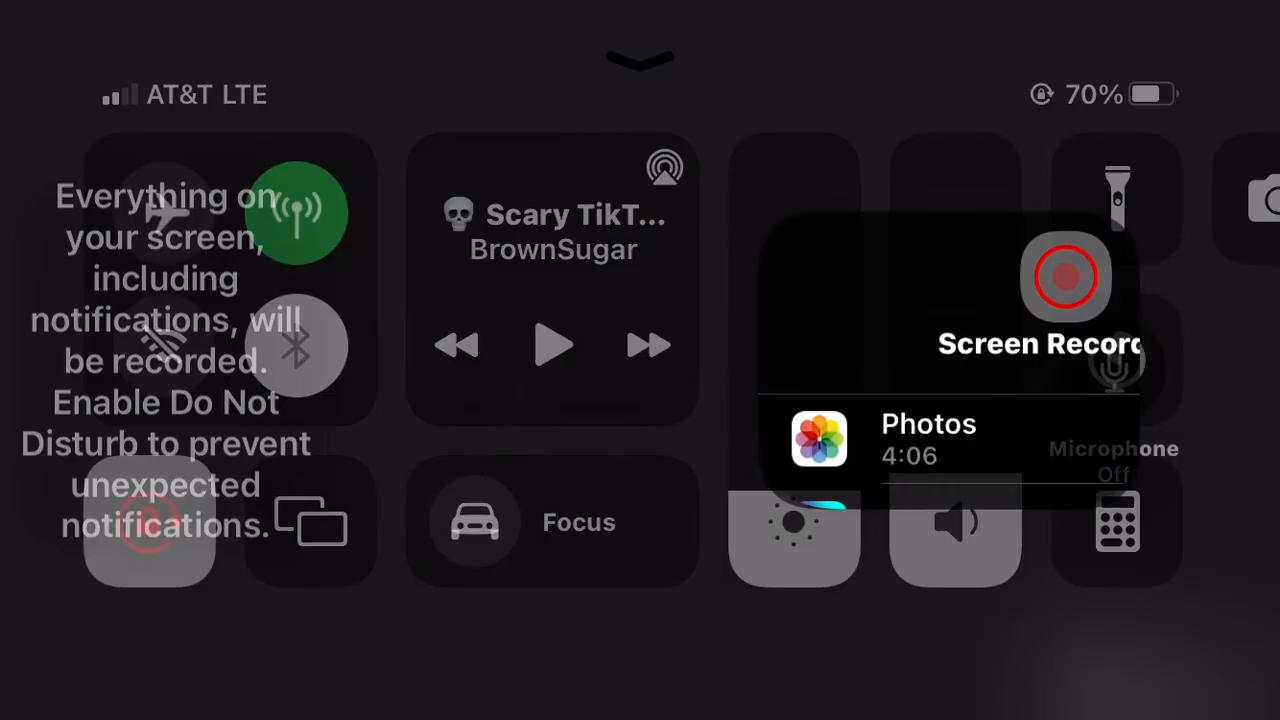 AT&T LTE
70%
Everything on
your screen,
including
notifications, will
be recorded.
Enable Do Not
Disturb to prevent
unexpected
notifications.
💀 Scary TikT...
BrownSugar
Focus
Screen Record
Photos
4:06
Microphone
Off